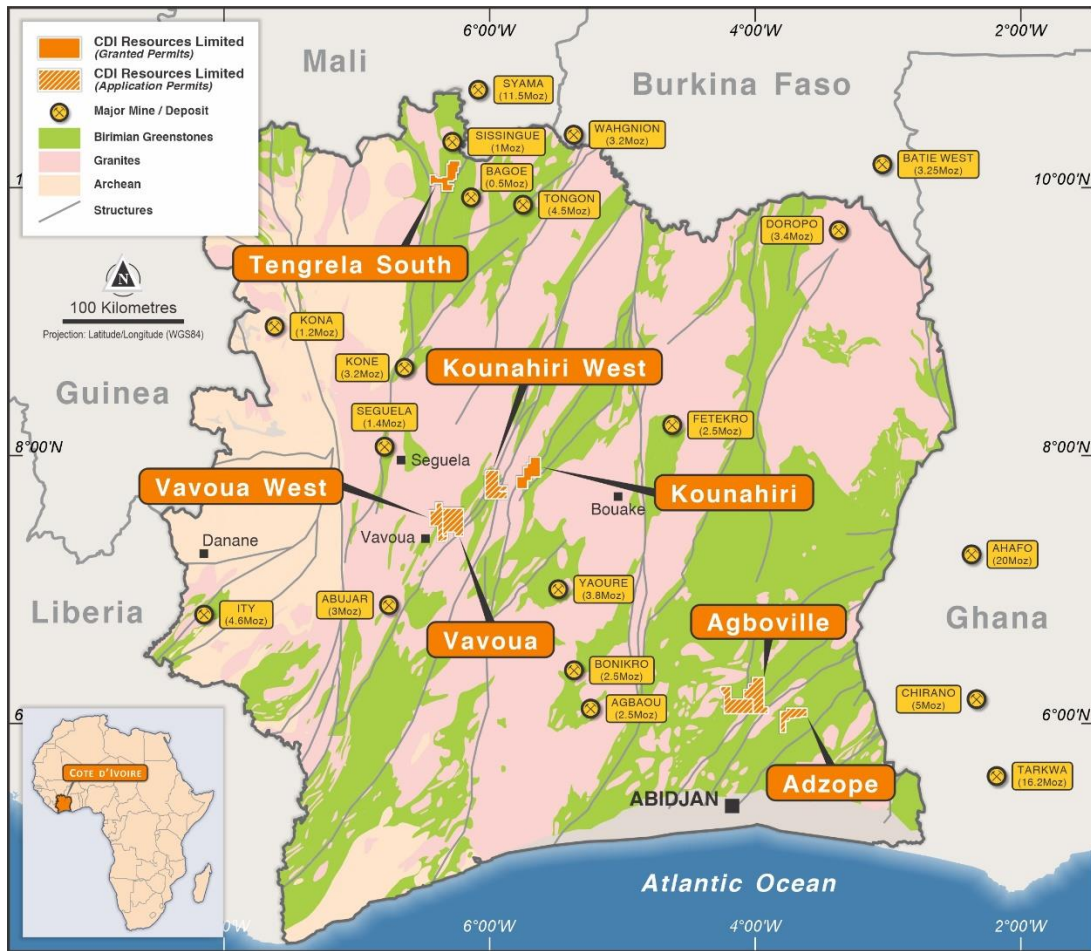 CDI Resources Limited
(Granted Permits)
CDI Resources Limited
(Application Permits)
Major Mine / Deposit
Birimian Greenstones
Granites
Archean
Structures
6°00'W
4°00'W
2°00'W
Mali
Burkina Faso
SYAMA
(11.5Moz)
SISSINGUE
(1Moz)
WAHGNION
(3.2Moz)
BAGOE
(0.5Moz)
TONGON
(4.5Moz)
BATIE WEST
(3.25Moz)
10°00'N
DOROPO
(3.4Moz)
Tengrela South
N
100 Kilometres
Projection: Latitude/Longitude (WGS84)
KONA
(1.2Moz)
KONE
(3.2Moz)
Kounahiri West
Guinea
SEGUELA
(1.4Moz)
FETEKRO
(2.5Moz)
8°00'N
8°00'N
Seguela
Vavoua West
Kounahiri
Bouake
Vavoua
Danane
AHAFO
(20Moz)
YAOURE
(3.8Moz)
ABUJAR
(3Moz)
Liberia
ITY
(4.6Moz)
Vavoua
Agboville
Ghana
BONIKRO
(2.5Moz)
AGBAOU
(2.5Moz)
CHIRANO
(5Moz)
6°00'N
Adzope
TARKWA
(16.2Moz)
COTE D'IVOIRE
ABIDJAN
Atlantic Ocean
6°00'W
4°00'W
2°00'W